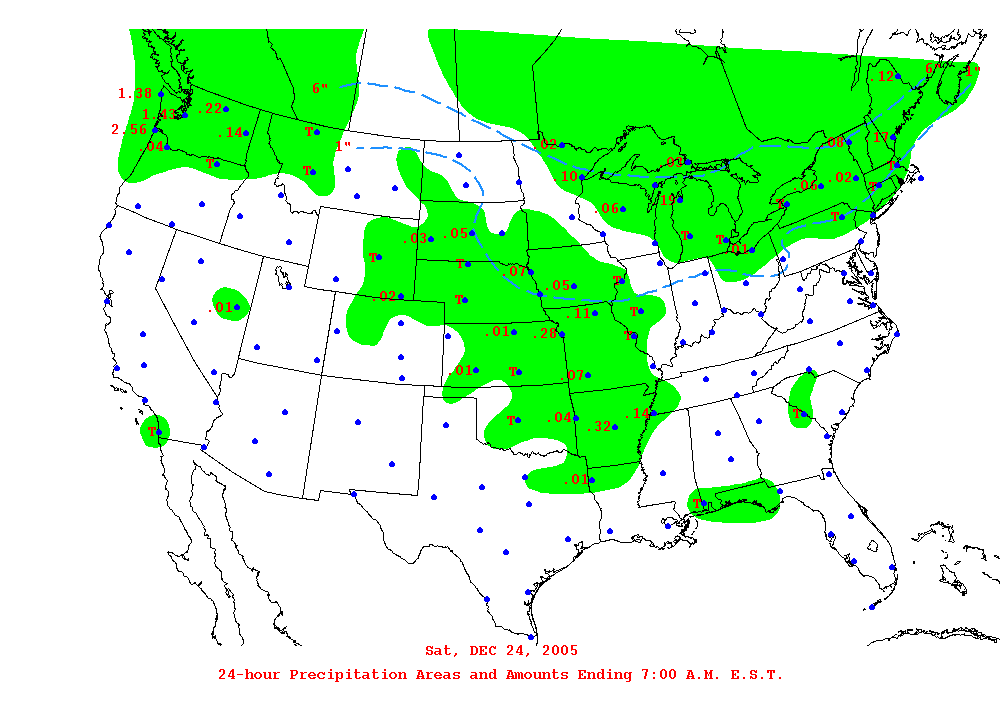 6" 1"
.12
6"
1.38
1.43 .22
2.56 .14 T
.04 T T
1"
.02 .01 .08 .17
.10 .19 .06 .02 T T
.06 T T
.03 .05 T T .01
T T .07 .05 T
.02 T .11 T
.01
.01 .28 T
.01 T .07
T .04 .32 .14 T
T
.01
T
Sat, DEC 24, 2005
24-hour Precipitation Areas and Amounts Ending 7:00 A.M. E.S.T.